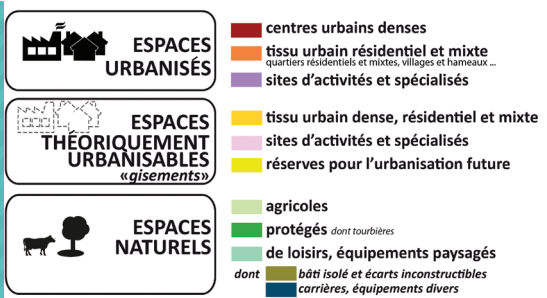 ESPACES
URBANISÉS
centres urbains denses
tissu urbain résidentiel et mixte
quartiers résidentiels et mixtes, villages et hameaux ...
sites d'activités et spécialisés
ESPACES
THÉORIQUEMENT
URBANISABLES
«gisements»
tissu urbain dense, résidentiel et mixte
sites d'activités et spécialisés
réserves pour l'urbanisation future
ESPACES
NATURELS
agricoles
protégés dont tourbières
de loisirs, équipements paysagés
dont bâti isolé et écarts inconstructibles
carrières, équipements divers